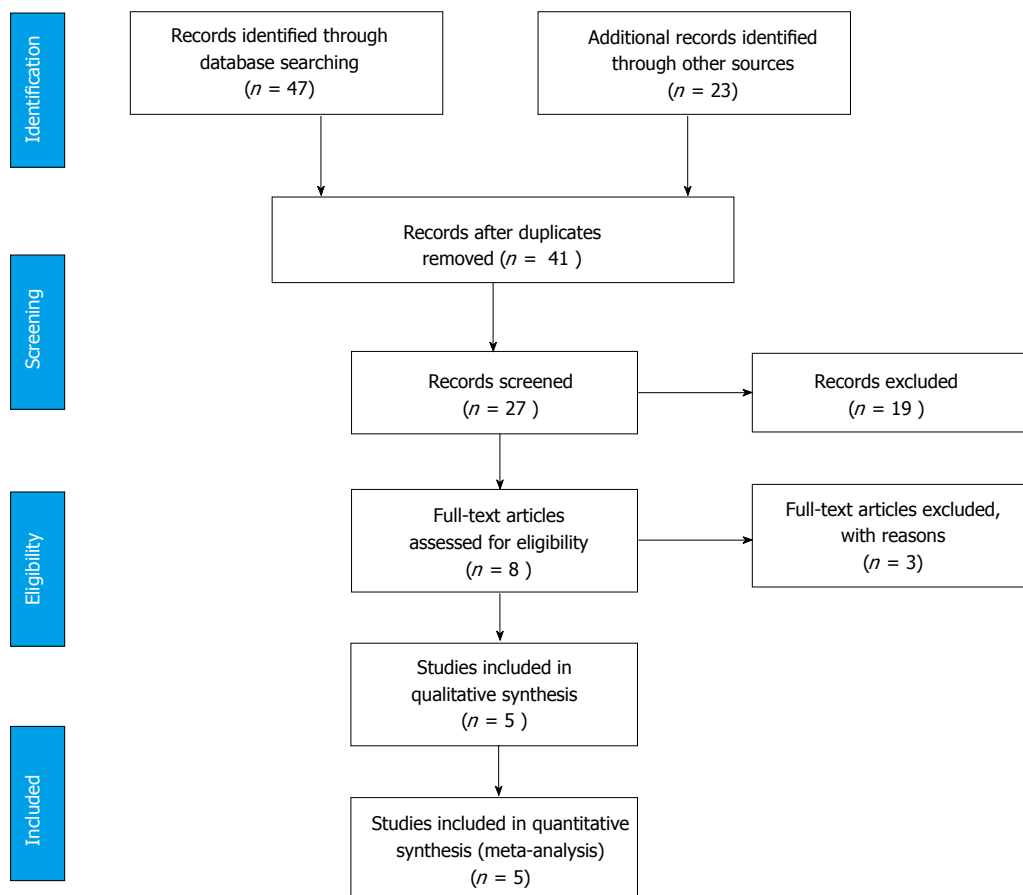 Identification
Records identified through
database searching
(n = 47)
Additional records identified
through other sources
(n = 23)
Records after duplicates
removed (n = 41 )
Screening
Records screened
(n = 27 )
Records excluded
(n = 19 )
Eligibility
Full-text articles
assessed for eligibility
(n = 8 )
Full-text articles excluded,
with reasons
(n = 3)
Studies included in
qualitative synthesis
(n = 5 )
Included
Studies included in quantitative
synthesis (meta-analysis)
(n = 5)